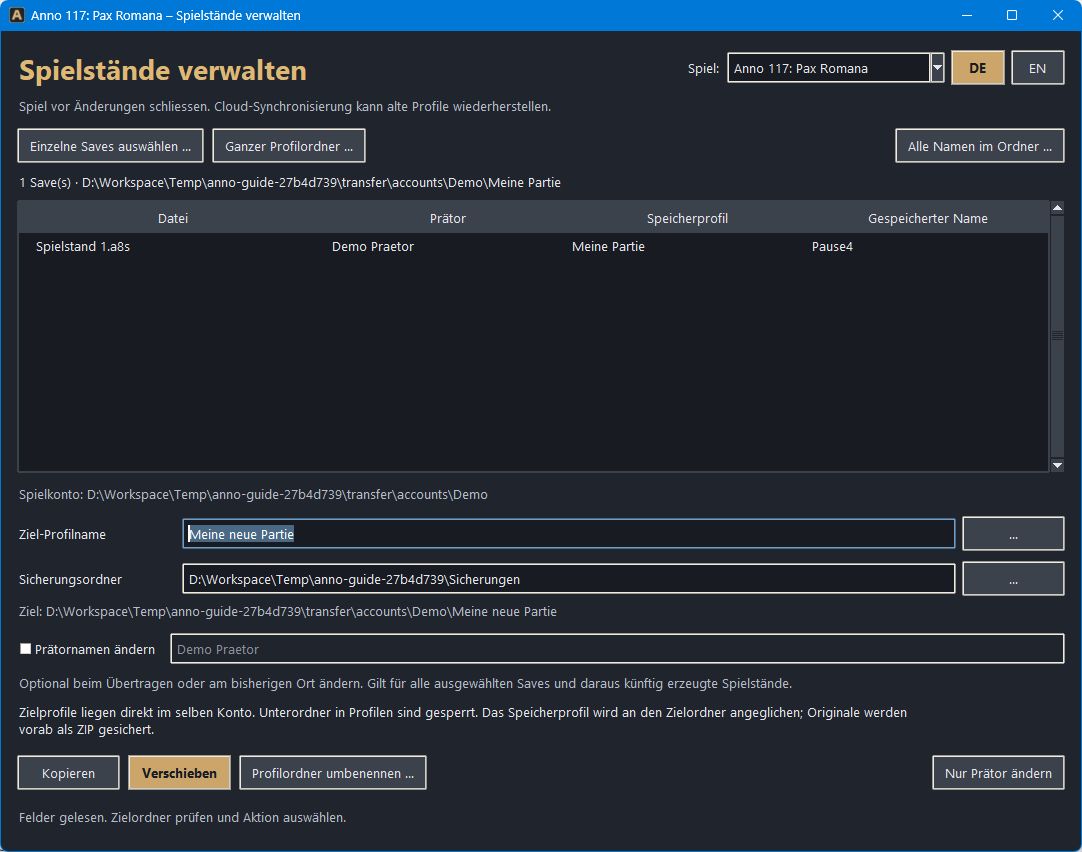 Anno 117: Pax Romana – Spielstände verwalten
Spielstände verwalten
Spiel: Anno 117: Pax Romana DE EN
Spiel vor Änderungen schliessen. Cloud-Synchronisierung kann alte Profile wiederherstellen.
Einzelne Saves auswählen ... Ganzer Profilordner ... Alle Namen im Ordner ...
1 Save(s) · D:\Workspace\Temp\anno-guide-27b4d739\transfer\accounts\Demo\Meine Partie
Datei Prätor Speicherprofil Gespeicherter Name
Spielstand 1.a8s Demo Praetor Meine Partie Pause4
Spielkonto: D:\Workspace\Temp\anno-guide-27b4d739\transfer\accounts\Demo
Ziel-Profilname Meine neue Partie ...
Sicherungsordner D:\Workspace\Temp\anno-guide-27b4d739\Sicherungen ...
Ziel: D:\Workspace\Temp\anno-guide-27b4d739\transfer\accounts\Demo\Meine neue Partie
Prätornamen ändern Demo Praetor
Optional beim Übertragen oder am bisherigen Ort ändern. Gilt für alle ausgewählten Saves und daraus künftig erzeugte Spielstände.
Zielprofile liegen direkt im selben Konto. Unterordner in Profilen sind gesperrt. Das Speicherprofil wird an den Zielordner angeglichen; Originale werden
vorab als ZIP gesichert.
Kopieren Verschieben Profilordner umbenennen ... Nur Prätor ändern
Felder gelesen. Zielordner prüfen und Aktion auswählen.